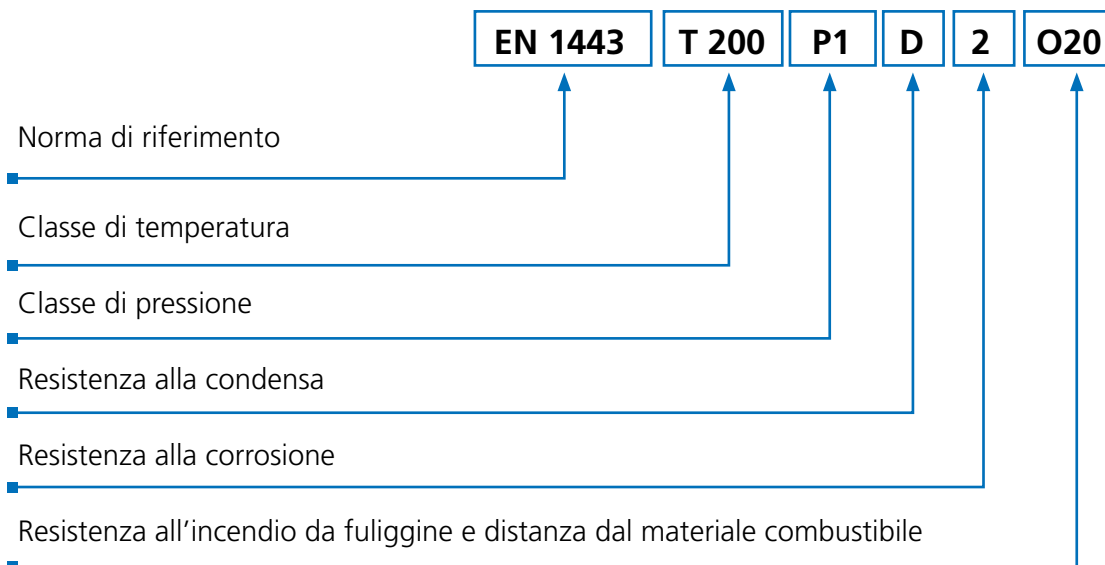 EN 1443 T 200 P1 D 2 O20
Norma di riferimento
Classe di temperatura
Classe di pressione
Resistenza alla condensa
Resistenza alla corrosione
Resistenza all’incendio da fuliggine e distanza dal materiale combustibile